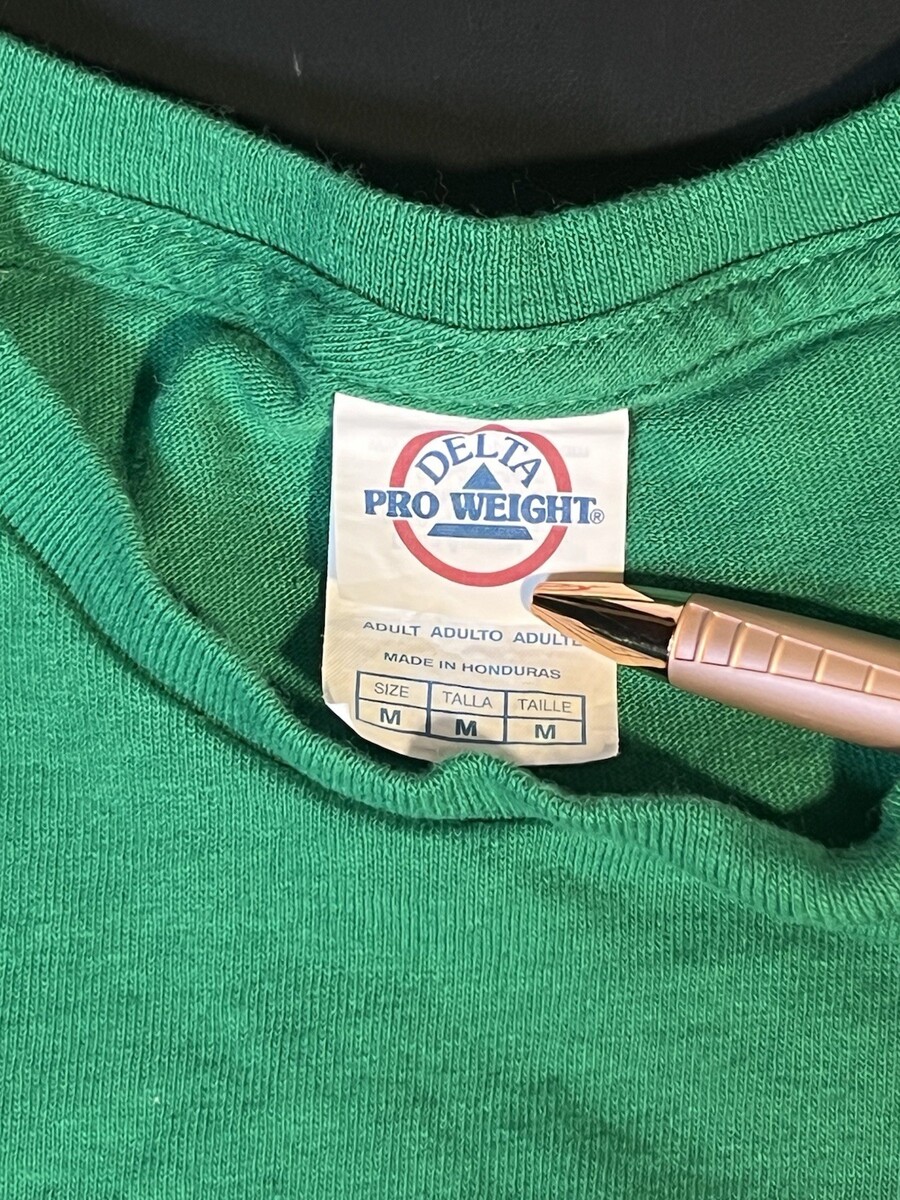 DELTA
PRO WEIGHT®
ADULT ADULTO ADULTE
MADE IN HONDURAS
SIZE TALLA TAILLE
M M M